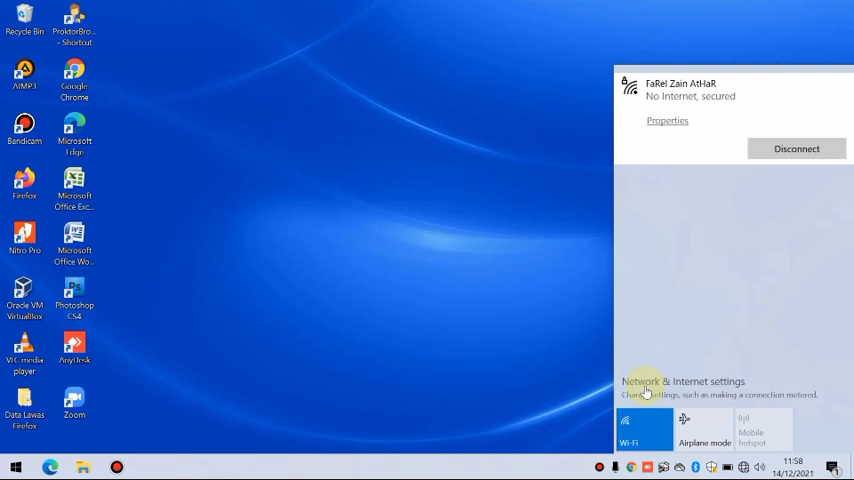 Recycle Bin
ProktorBro...
- Shortcut
AIMP3
Google
Chrome
Bandicam
Microsoft
Edge
Firefox
Microsoft
Office Exc...
Nitro Pro
Microsoft
Office Wo...
Oracle VM
VirtualBox
Photoshop
CS4
VLC media
player
AnyDesk
Data Lawas
Firefox
Zoom
FaRel Zain AtHaR
No Internet, secured
Properties
Disconnect
Network & Internet settings
Change settings, such as making a connection metered.
Wi-Fi
Airplane mode
Mobile
hotspot
11:58
14/12/2021
1